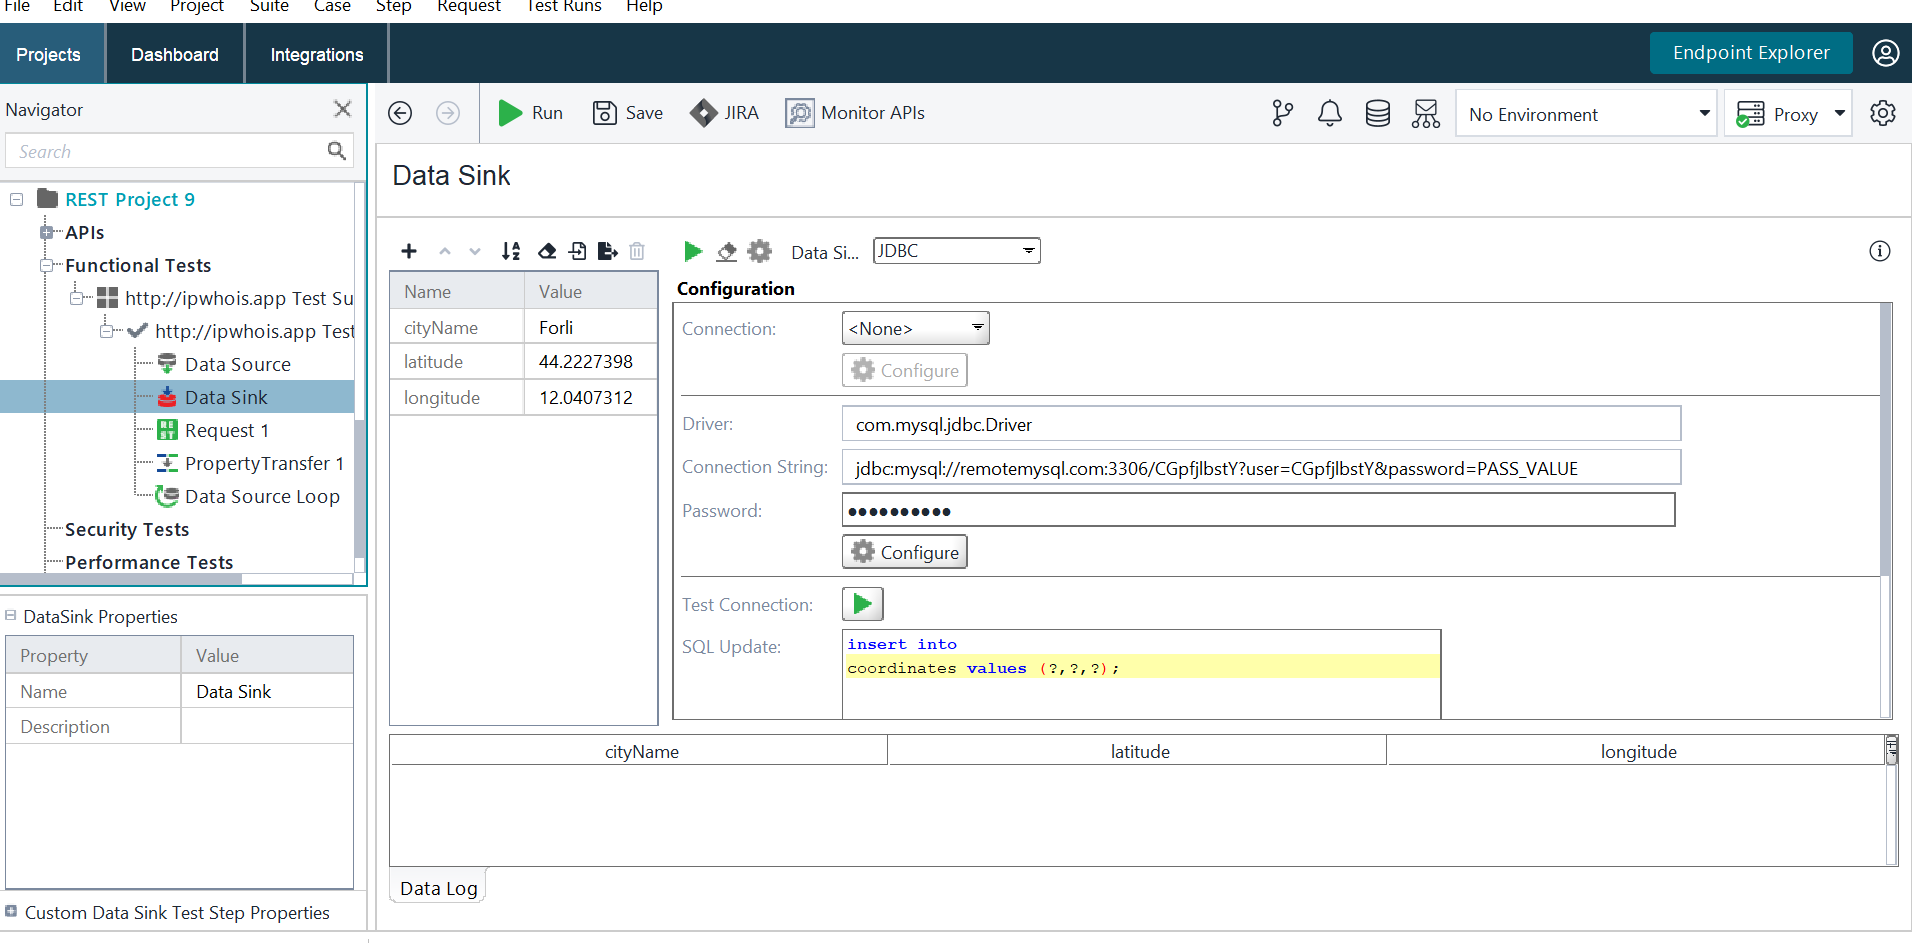 File Edit View Project Suite Case Step Request Test Runs Help
Projects Dashboard Integrations Endpoint Explorer
Navigator
Search
REST Project 9
APIs
Functional Tests
http://ipwhois.app Test Su
http://ipwhois.app Test
Data Source
Data Sink
Request 1
PropertyTransfer 1
Data Source Loop
Security Tests
Performance Tests
DataSink Properties
Property Value
Name Data Sink
Description
Custom Data Sink Test Step Properties
Run Save JIRA Monitor APIs No Environment Proxy
Data Sink
Data Si... JDBC
Name Value
cityName Forli
latitude 44.2227398
longitude 12.0407312
Configuration
Connection: <None>
Configure
Driver: com.mysql.jdbc.Driver
Connection String: jdbc:mysql://remotemysql.com:3306/CGpfjlbstY?user=CGpfjlbstY&password=PASS_VALUE
Password: ●●●●●●●●●●
Configure
Test Connection:
SQL Update: insert into
coordinates values (?,?,?);
cityName latitude longitude
Data Log